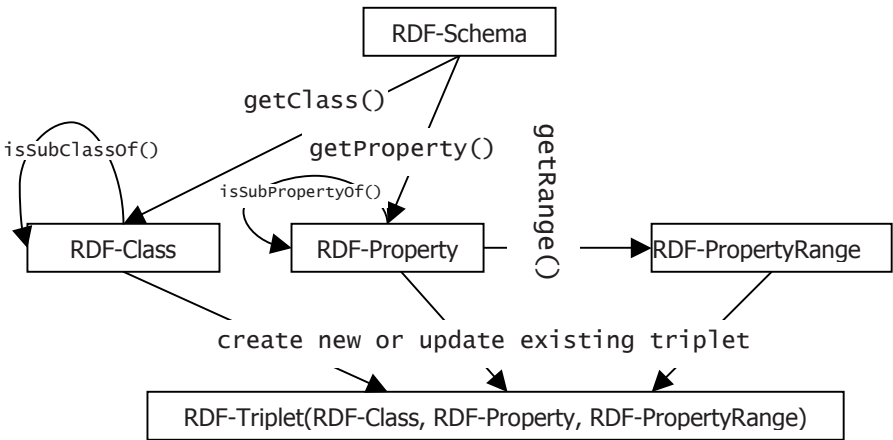 RDF-Schema
getClass()
isSubClassOf()
getProperty()
getRange()
isSubPropertyOf()
RDF-Class
RDF-Property
RDF-PropertyRange
create new or update existing triplet
RDF-Triplet(RDF-Class, RDF-Property, RDF-PropertyRange)